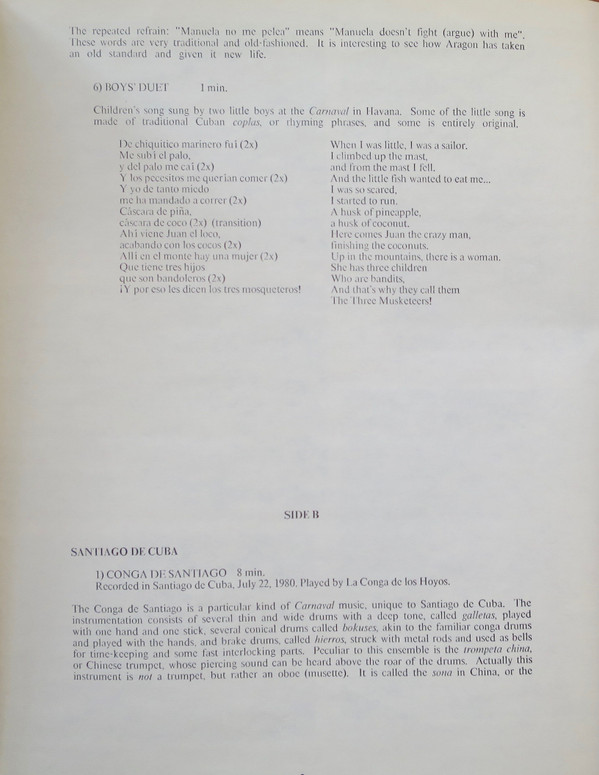 The repeated refrain: "Manuela no me pelea" means "Manuela doesn't fight (argue) with me".
These words are very traditional and old-fashioned. It is interesting to see how Aragon has taken
an old standard and given it new life.
6) BOYS' DUET 1 min.
Children's song sung by two little boys at the Carnaval in Havana. Some of the little song is
made of traditional Cuban coplas, or rhyming phrases, and some is entirely original.
De chiquitico marinero fui (2x)
Me subí el palo,
y del palo me caí (2x)
Y los pececitos me querían comer (2x)
Y yo de tanto miedo
me ha mandado a correr (2x)
Cáscara de piña,
cáscara de coco (2x) (transition)
Ahí viene Juan el loco,
acabando con los cocos (2x)
Allí en el monte hay una mujer (2x)
Que tiene tres hijos
que son bandoleros (2x)
¡Y por eso les dicen los tres mosqueteros!
When I was little, I was a sailor.
I climbed up the mast,
and from the mast I fell,
And the little fish wanted to eat me...
I was so scared,
I started to run.
A husk of pineapple,
a husk of coconut,
Here comes Juan the crazy man,
finishing the coconuts.
Up in the mountains, there is a woman.
She has three children
Who are bandits,
And that's why they call them
The Three Musketeers!
SIDE B
SANTIAGO DE CUBA
1) CONGA DE SANTIAGO 8 min.
Recorded in Santiago de Cuba, July 22, 1980, Played by La Conga de los Hoyos.
The Conga de Santiago is a particular kind of Carnaval music, unique to Santiago de Cuba. The
instrumentation consists of several thin and wide drums with a deep tone, called galletas, played
with one hand and one stick, several conical drums called bokuses, akin to the familiar conga drums
and played with the hands, and brake drums, called hierros, struck with metal rods and used as bells
for time-keeping and some fast interlocking parts. Peculiar to this ensemble is the trompeta china,
or Chinese trumpet, whose piercing sound can be heard above the roar of the drums. Actually this
instrument is not a trumpet, but rather an oboe (musette). It is called the sona in China, or the